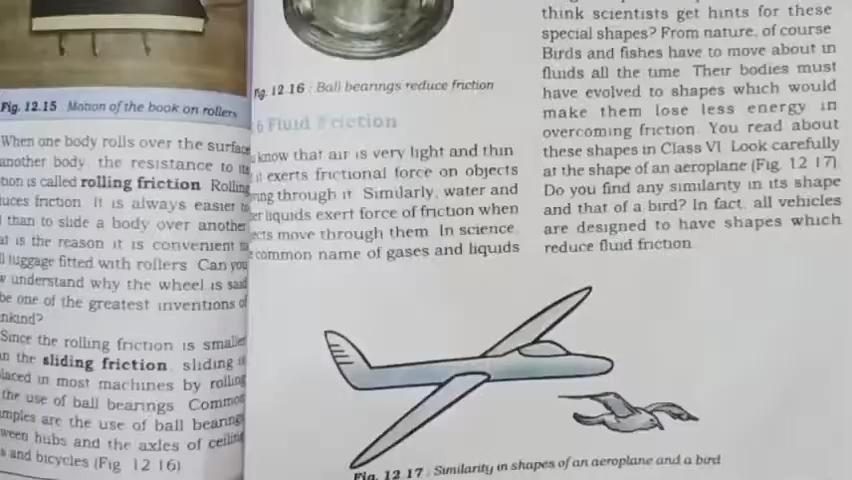 Fig. 12.15 Motion of the book on rollers
When one body rolls over the surface
another body, the resistance to its
is called rolling friction Rolling
friction. It is always easier to
than to slide a body over another
is the reason it is convenient
luggage fitted with rollers Can you
understand why the wheel is said
be one of the greatest inventions of
Since the rolling friction is smaller
the sliding friction, sliding is
in most machines by rolling
the use of ball bearings Common
are the use of ball bearings
hubs and the axles of ceiling
and bicycles (Fig 12 16)
12 16 : Ball bearings reduce friction
6 Fluid Friction
know that air is very light and thin
it exerts frictional force on objects
through it Similarly, water and
liquids exert force of friction when
move through them In science,
common name of gases and liquids
think scientists get hints for these
special shapes? From nature, of course
Birds and fishes have to move about in
fluids all the time Their bodies must
have evolved to shapes which would
make them lose less energy in
overcoming friction. You read about
these shapes in Class VI Look carefully
at the shape of an aeroplane (Fig. 12 17)
Do you find any similarity in its shape
and that of a bird? In fact, all vehicles
are designed to have shapes which
reduce fluid friction
Fig. 12 17 : Similarity in shapes of an aeroplane and a bird